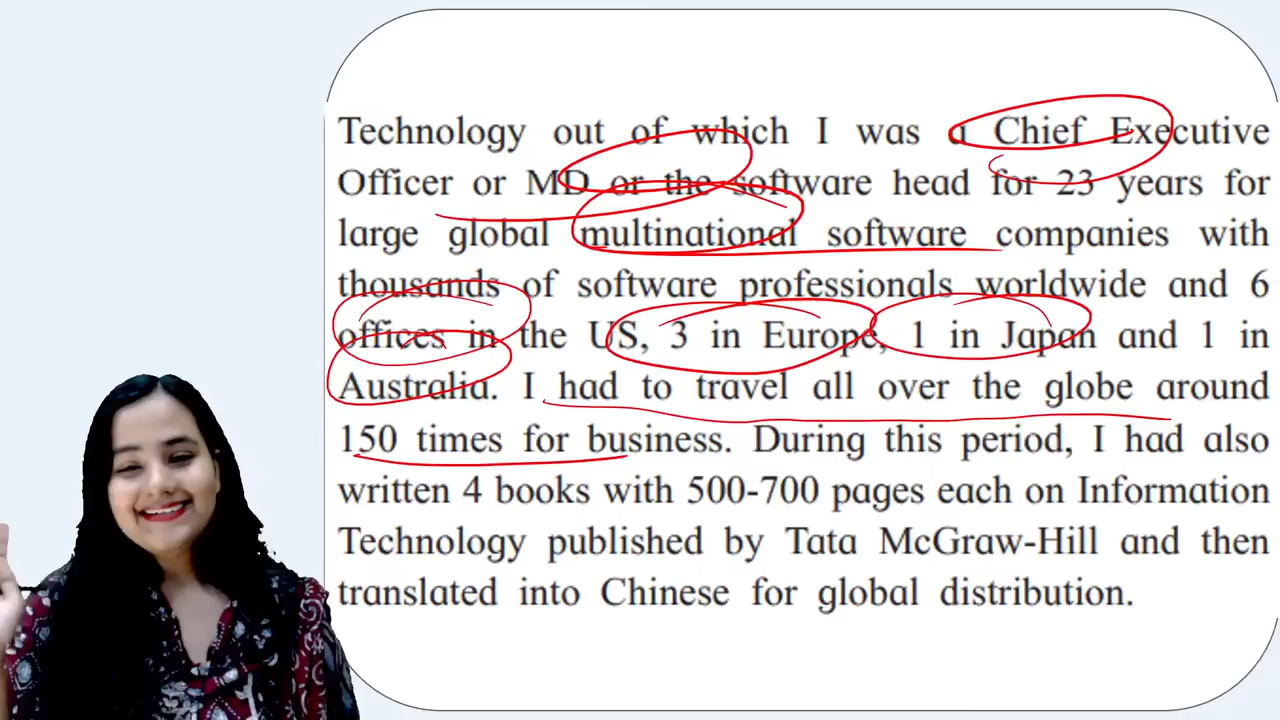 Technology out of which I was a Chief Executive
Officer or MD or the software head for 23 years for
large global multinational software companies with
thousands of software professionals worldwide and 6
offices in the US, 3 in Europe, 1 in Japan and 1 in
Australia. I had to travel all over the globe around
150 times for business. During this period, I had also
written 4 books with 500-700 pages each on Information
Technology published by Tata McGraw-Hill and then
translated into Chinese for global distribution.